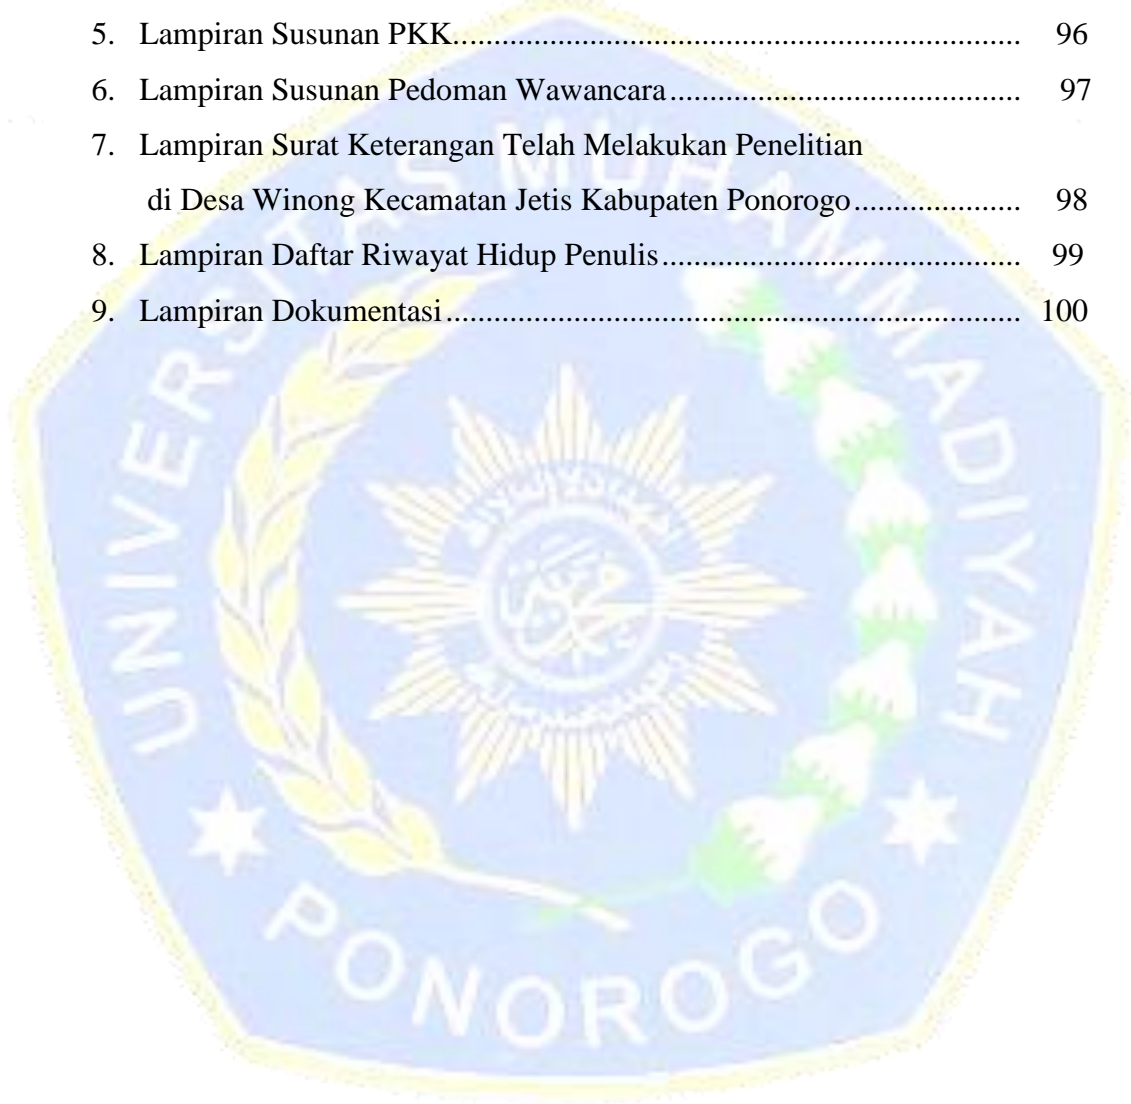 5. Lampiran Susunan PKK........................................................................ 96
6. Lampiran Susunan Pedoman Wawancara............................................ 97
7. Lampiran Surat Keterangan Telah Melakukan Penelitian
di Desa Winong Kecamatan Jetis Kabupaten Ponorogo..................... 98
8. Lampiran Daftar Riwayat Hidup Penulis............................................. 99
9. Lampiran Dokumentasi........................................................................ 100
UNIVERSITAS MUHAMMADIYAH
PONOROGO